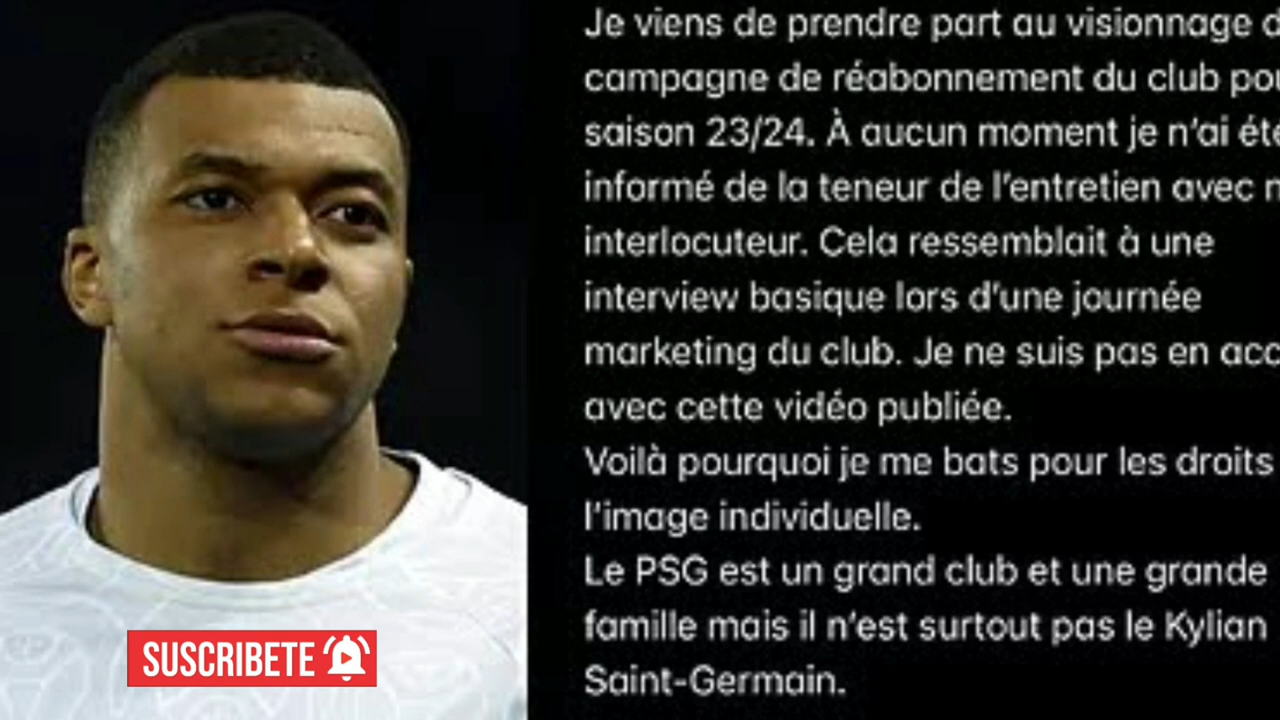 Je viens de prendre part au visionnage
campagne de réabonnement du club
saison 23/24. À aucun moment je n'ai
informé de la teneur de l'entretien avec
interlocuteur. Cela ressemblait à une
interview basique lors d'une journée
marketing du club. Je ne suis pas en
avec cette vidéo publiée.
Voilà pourquoi je me bats pour les droits
l'image individuelle.
Le PSG est un grand club et une grande
famille mais il n'est surtout pas le Kylian
Saint-Germain.
SUSCRIBETE